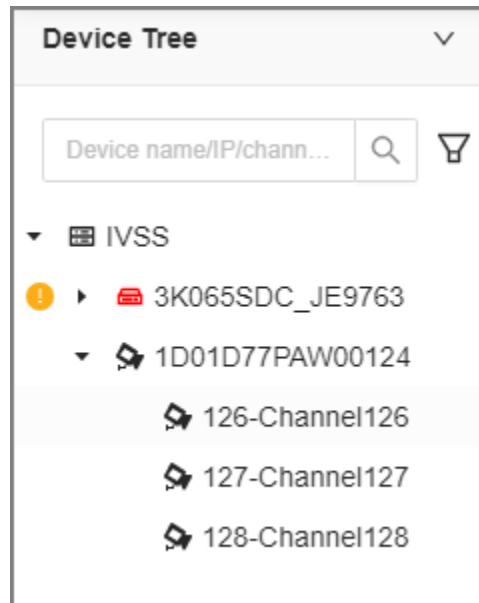 Device Tree
Device name/IP/chann...
IVSS
3K065SDC_JE9763
1D01D77PAW00124
126-Channel126
127-Channel127
128-Channel128